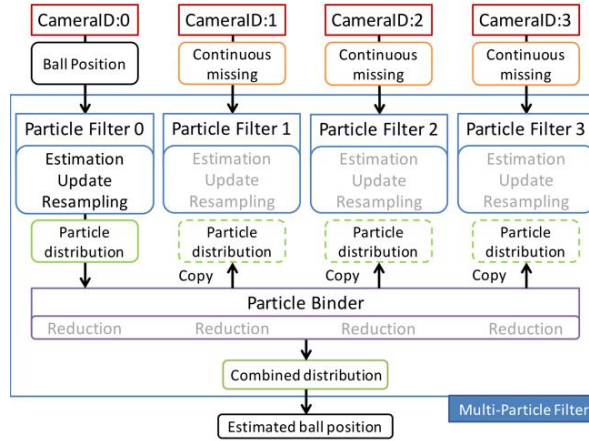 CameraID:0 CameraID:1 CameraID:2 CameraID:3
Ball Position
Continuous
missing
Continuous
missing
Continuous
missing
Particle Filter 0
Estimation
Update
Resampling
Particle Filter 1
Estimation
Update
Resampling
Particle Filter 2
Estimation
Update
Resampling
Particle Filter 3
Estimation
Update
Resampling
Particle
distribution
Particle
distribution
Particle
distribution
Particle
distribution
Copy Copy Copy
Particle Binder
Reduction Reduction Reduction Reduction
Combined distribution
Multi-Particle Filter
Estimated ball position